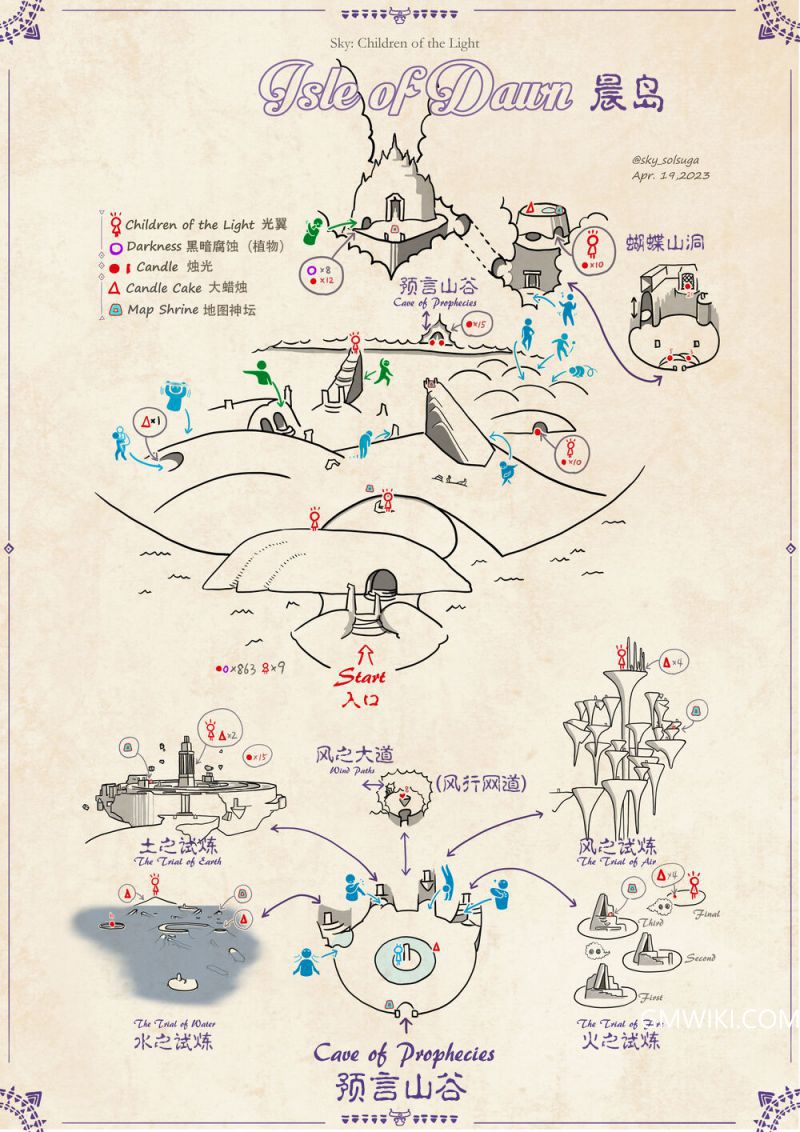 Sky: Children of the Light
Isle of Dawn 晨岛
@sky_solsuga
Apr. 19,2023
Children of the Light 光翼
Darkness 黑暗腐蚀（植物）
Candle 烛光
Candle Cake 大蜡烛
Map Shrine 地图神坛
×8
×12
×10
蝴蝶山洞
预言山谷
Cave of Prophecies
×15
×1
×10
×863 ×9
Start
入口
×4
×2
×15
风之大道
Wind Paths
(风行网道)
土之试炼
The Trial of Earth
风之试炼
The Trial of Air
×4
Final
Third
Second
First
The Trial of Water
水之试炼
The Trial of Fire
火之试炼
GMWIKI.COM
Cave of Prophecies
预言山谷